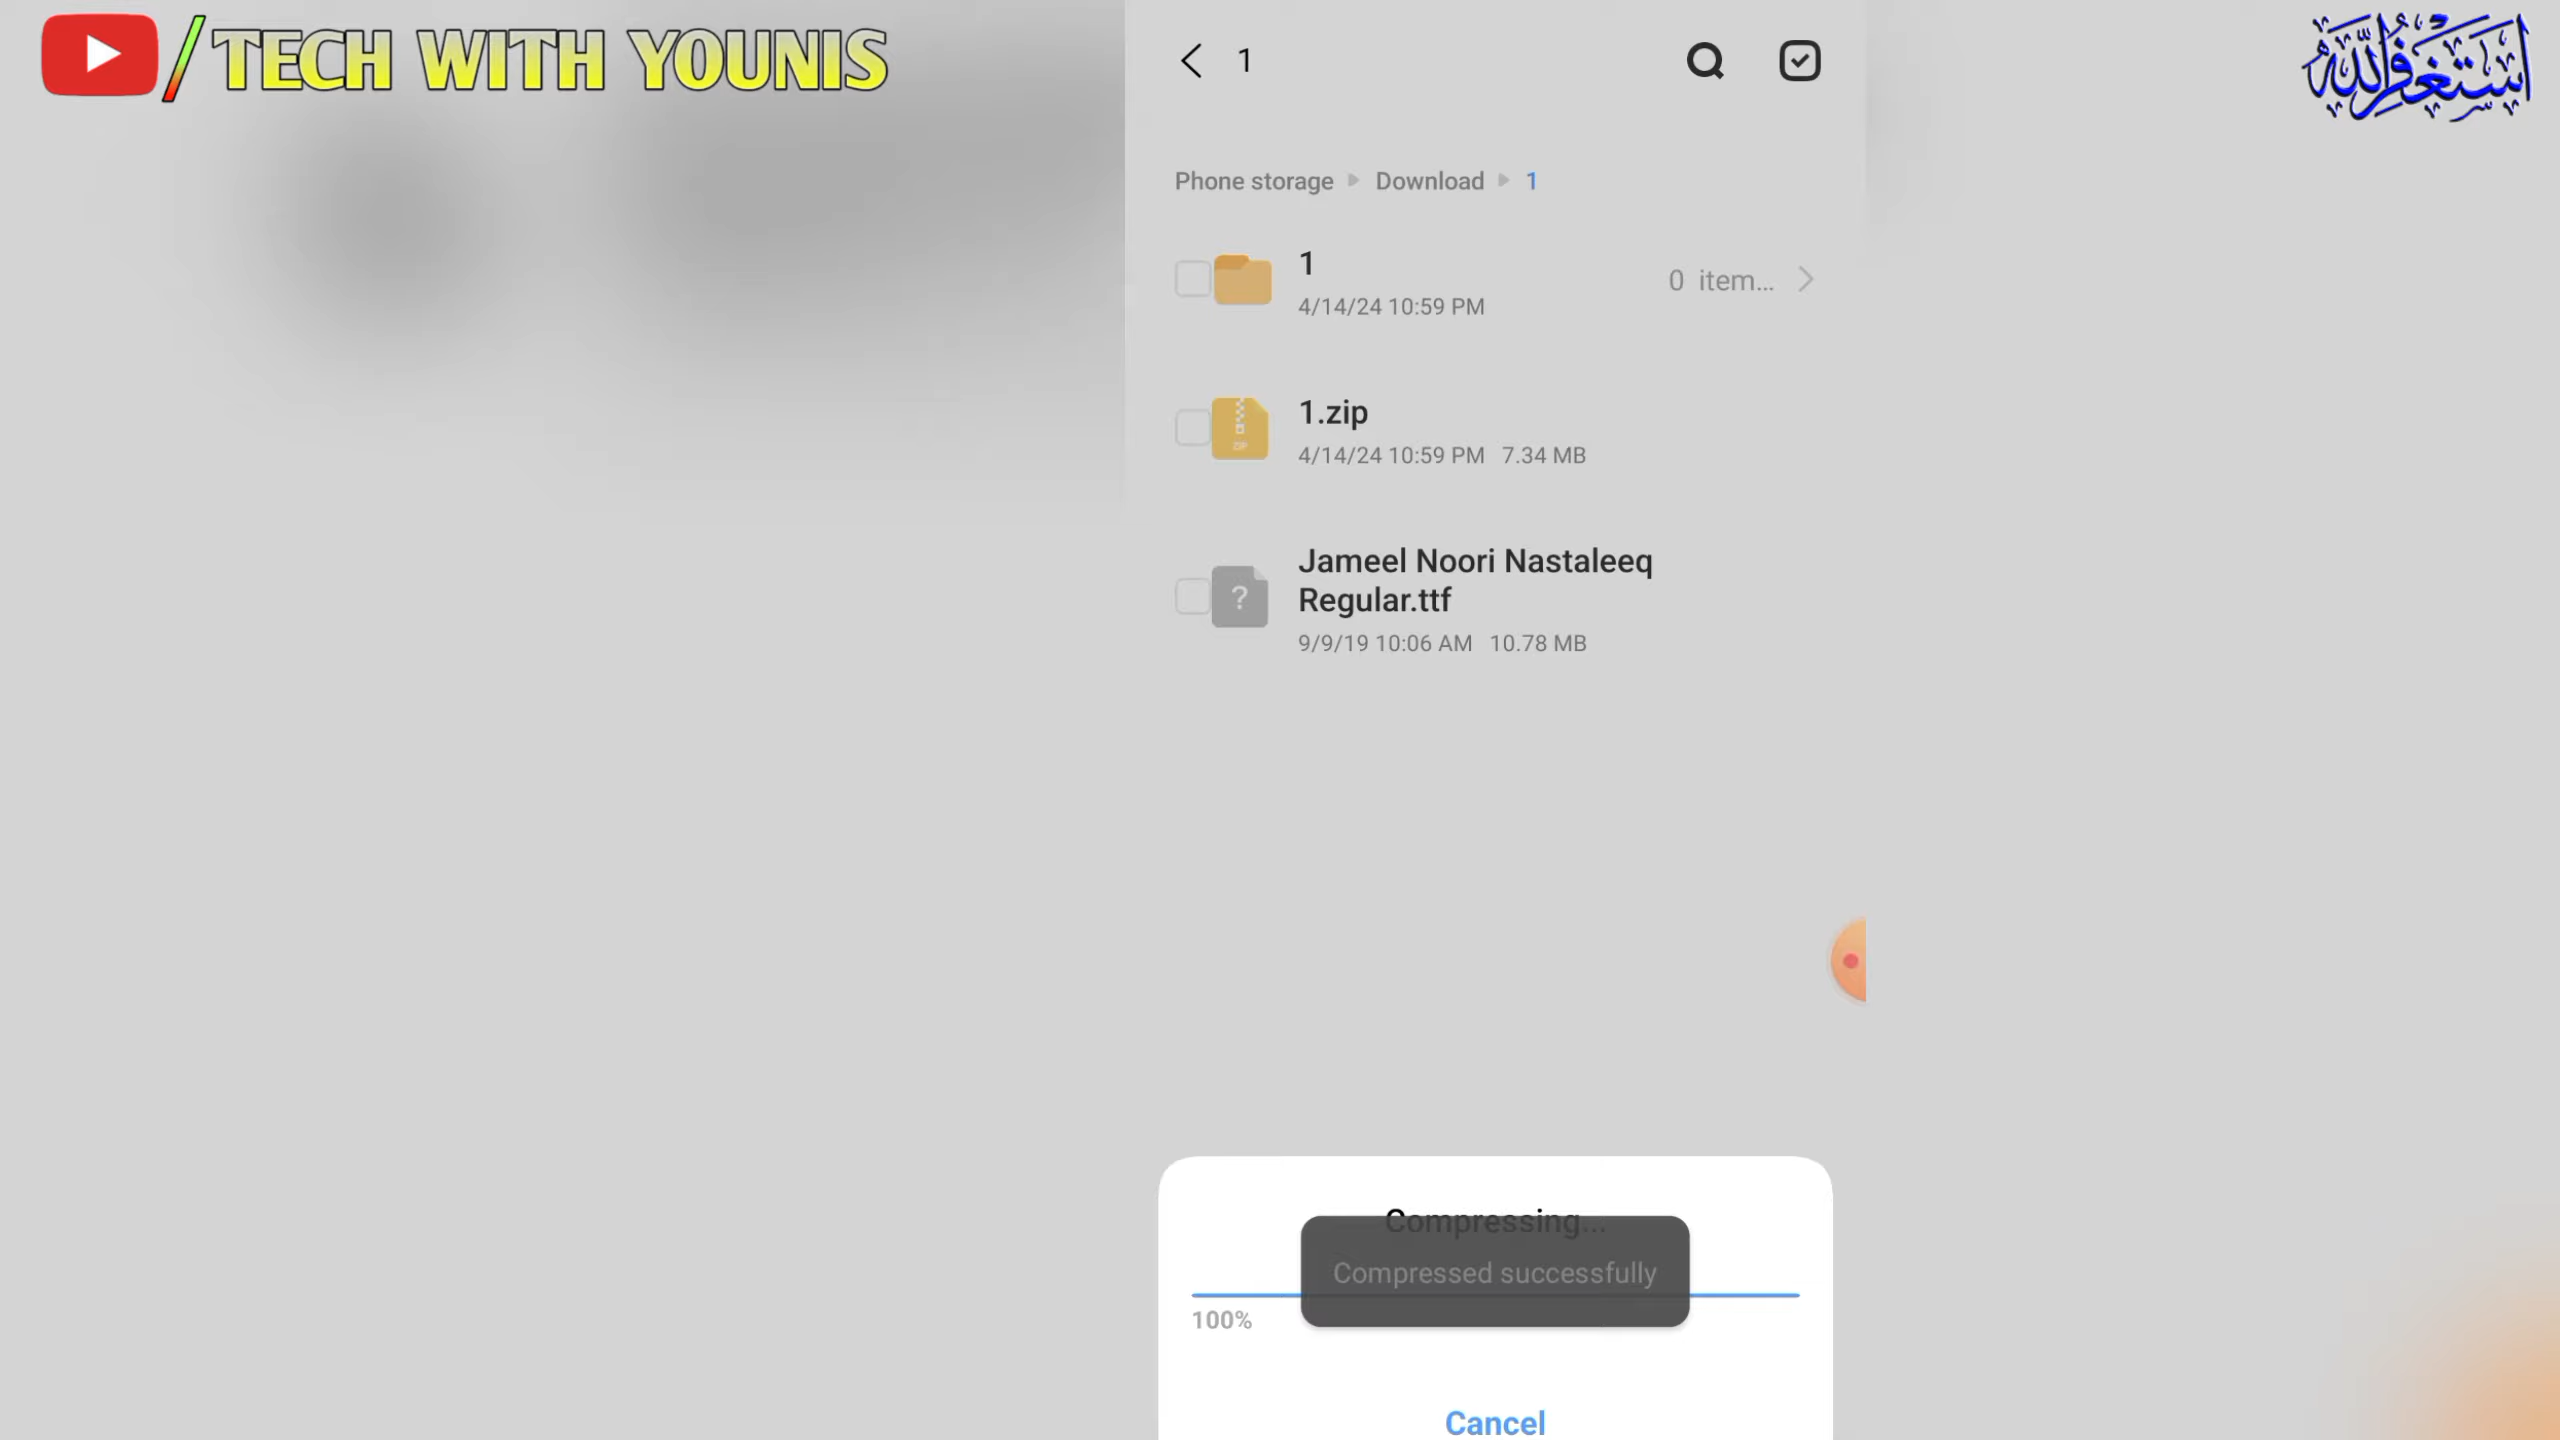 /TECH WITH YOUNIS
استغفرالله
1
Phone storage Download 1
1
4/14/24 10:59 PM
0 item...
1.zip
ZIP
4/14/24 10:59 PM 7.34 MB
Jameel Noori Nastaleeq
Regular.ttf
?
9/9/19 10:06 AM 10.78 MB
Compressing...
Compressed successfully
100%
Cancel